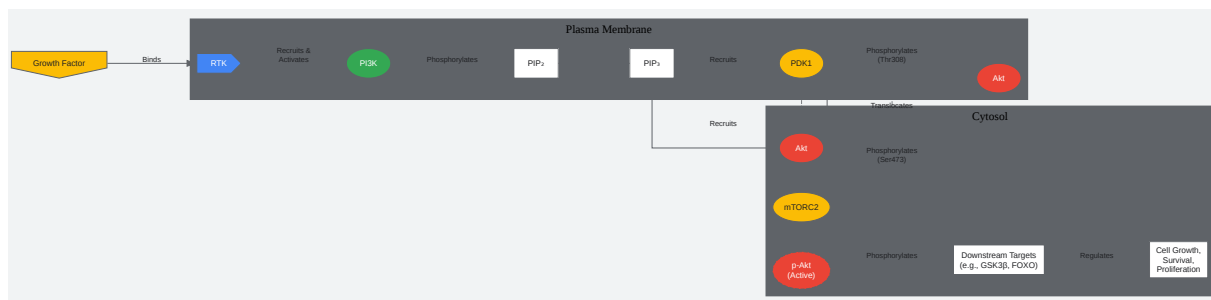 Plasma Membrane
Growth Factor
Binds
RTK
Recruits &
Activates
PI3K
Phosphorylates
PIP₂
PIP₃
Recruits
PDK1
Phosphorylates
(Thr308)
Akt
Translocates
Recruits
Cytosol
Akt
Phosphorylates
(Ser473)
mTORC2
p-Akt
(Active)
Phosphorylates
Downstream Targets
(e.g., GSK3β, FOXO)
Regulates
Cell Growth,
Survival,
Proliferation